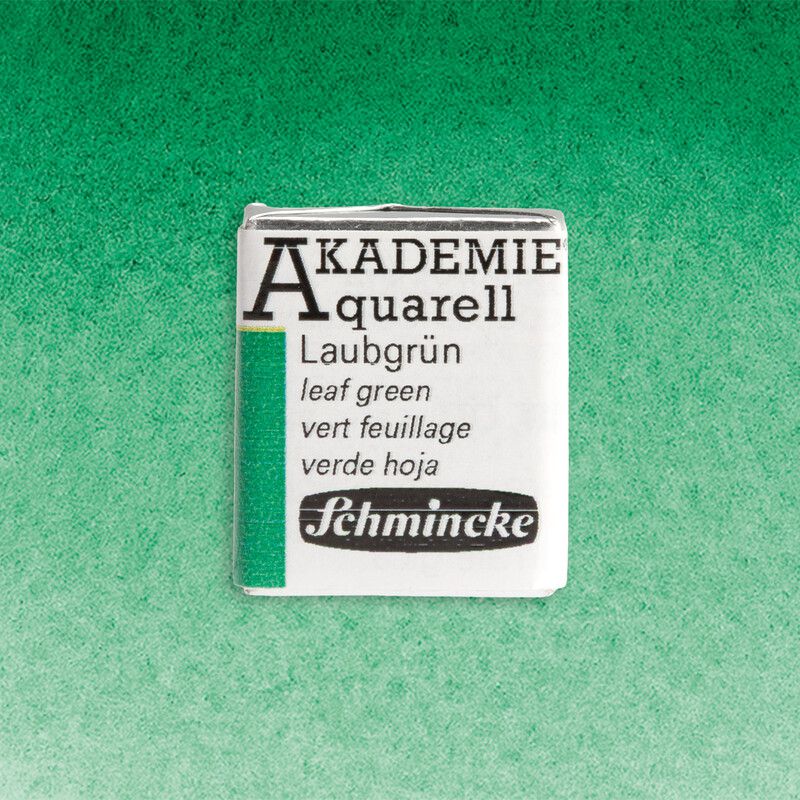 AKADEMIE
Aquarell
Laubgrün
leaf green
vert feuillage
verde hoja
Schmincke